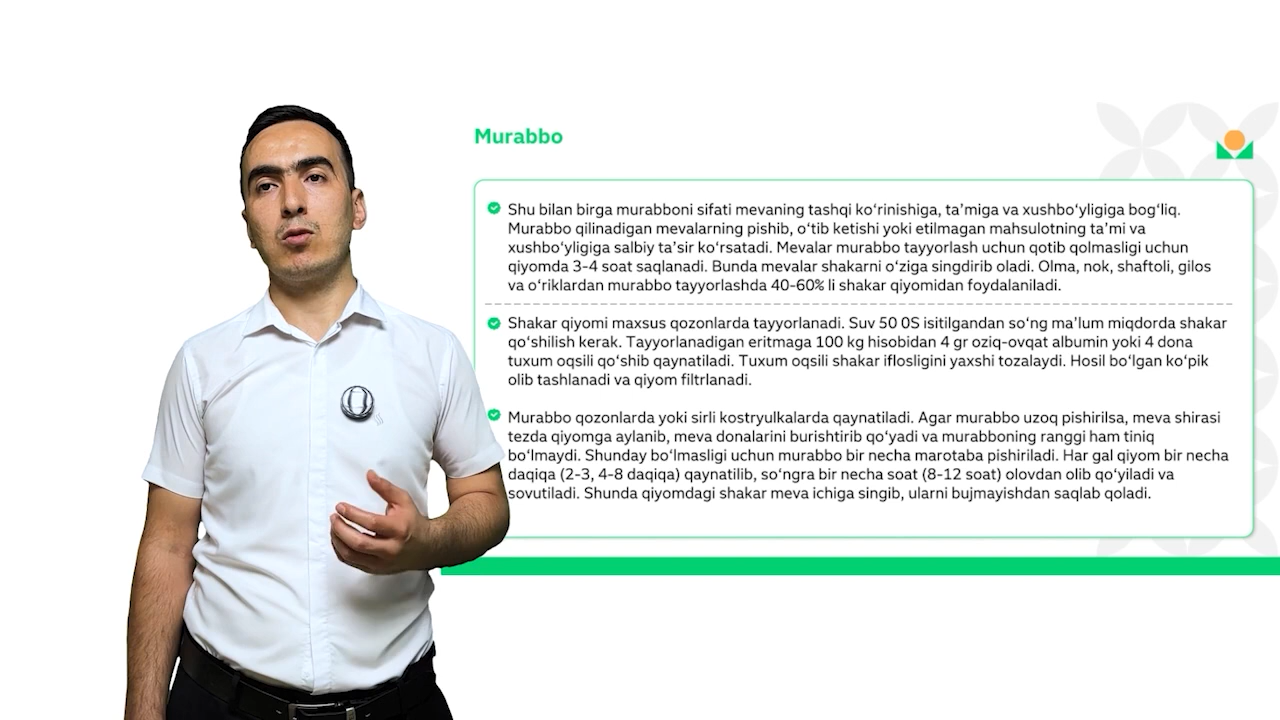 Murabbo
Shu bilan birga murabboni sifati mevaning tashqi ko‘rinishiga, ta’miga va xushbo‘yligiga bog‘liq.
Murabbo qilinadigan mevalarning pishib, o‘tib ketishi yoki etilmagan mahsulotning ta’mi va
xushbo‘yligiga salbiy ta’sir ko‘rsatadi. Mevalar murabbo tayyorlash uchun qotib qolmasligi uchun
qiyomda 3-4 soat saqlanadi. Bunda mevalar shakarni o‘ziga singdirib oladi. Olma, nok, shaftoli, gilos
va o‘riklardan murabbo tayyorlashda 40-60% li shakar qiyomidan foydalaniladi.
Shakar qiyomi maxsus qozonlarda tayyorlanadi. Suv 50 0S isitilgandan so‘ng ma’lum miqdorda shakar
qo‘shilish kerak. Tayyorlanadigan eritmaga 100 kg hisobidan 4 gr oziq-ovqat albumin yoki 4 dona
tuxum oqsili qo‘shib qaynatiladi. Tuxum oqsili shakar iflosligini yaxshi tozalaydi. Hosil bo‘lgan ko‘pik
olib tashlanadi va qiyom filtrlanadi.
Murabbo qozonlarda yoki sirli kostryulkalarda qaynatiladi. Agar murabbo uzoq pishirilsa, meva shirasi
tezda qiyomga aylanib, meva donalarini burishtirib qo‘yadi va murabboning ranggi ham tiniq
bo‘lmaydi. Shunday bo‘lmasligi uchun murabbo bir necha marotaba pishiriladi. Har gal qiyom bir necha
daqiqa (2-3, 4-8 daqiqa) qaynatilib, so‘ngra bir necha soat (8-12 soat) olovdan olib qo‘yiladi va
sovutiladi. Shunda qiyomdagi shakar meva ichiga singib, ularni bujmayishdan saqlab qoladi.